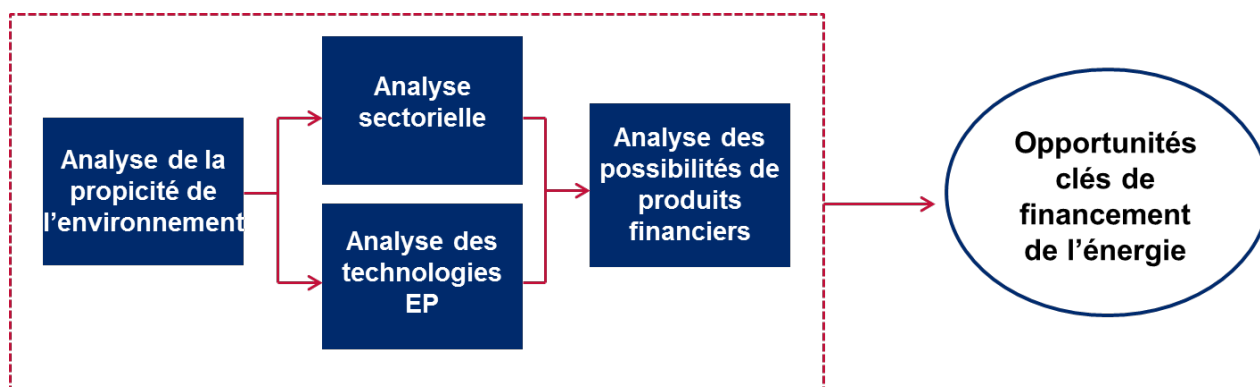 Analyse de la
propicité de
l’environnement
Analyse
sectorielle
Analyse des
technologies
EP
Analyse des
possibilités de
produits
financiers
Opportunités
clés de
financement
de l’énergie